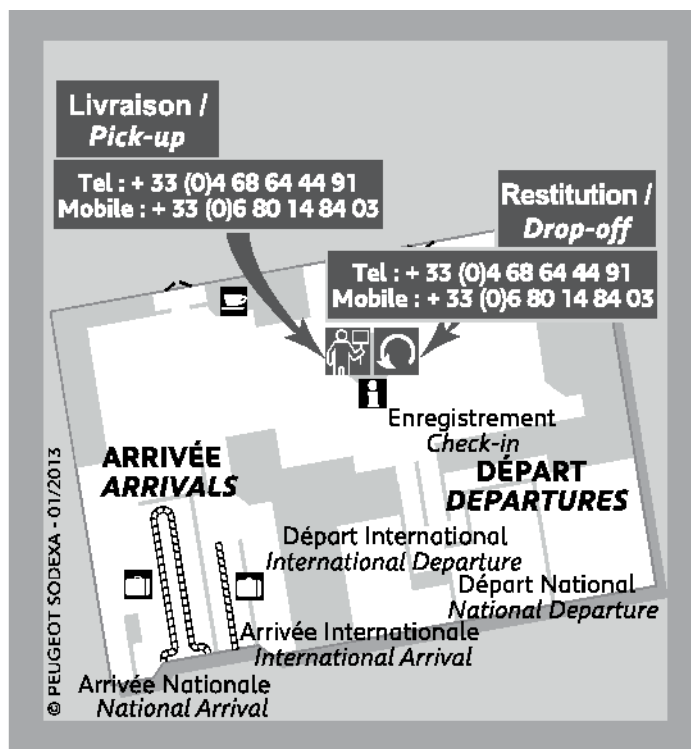 Livraison /
Pick-up
Tel : + 33 (0)4 68 64 44 91
Mobile : + 33 (0)6 80 14 84 03
Restitution /
Drop-off
Tel : + 33 (0)4 68 64 44 91
Mobile : + 33 (0)6 80 14 84 03
Enregistrement
Check-in
ARRIVÉE
ARRIVALS
DÉPART
DEPARTURES
Départ International
International Departure
Départ National
National Departure
Arrivée Internationale
International Arrival
Arrivée Nationale
National Arrival
© PEUGEOT SODEXA - 01/2013